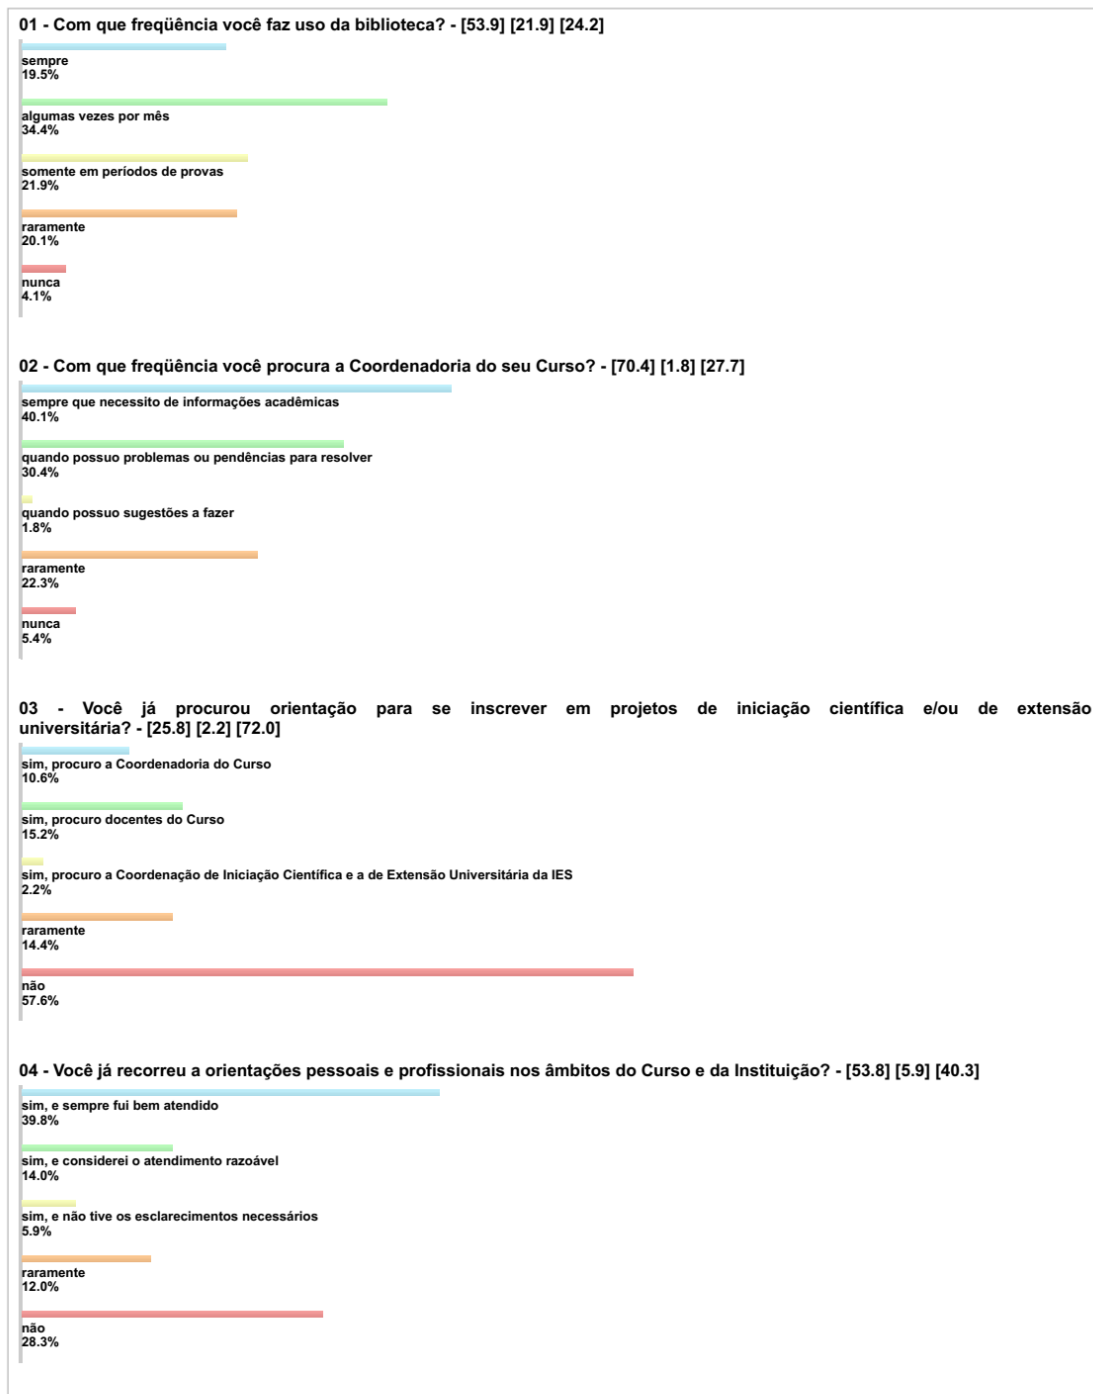 01 - Com que freqüência você faz uso da biblioteca? - [53.9] [21.9] [24.2]
sempre
19.5%
algumas vezes por mês
34.4%
somente em períodos de provas
21.9%
raramente
20.1%
nunca
4.1%
02 - Com que freqüência você procura a Coordenadoria do seu Curso? - [70.4] [1.8] [27.7]
sempre que necessito de informações acadêmicas
40.1%
quando possuo problemas ou pendências para resolver
30.4%
quando possuo sugestões a fazer
1.8%
raramente
22.3%
nunca
5.4%
03 - Você já procurou orientação para se inscrever em projetos de iniciação científica e/ou de extensão
universitária? - [25.8] [2.2] [72.0]
sim, procuro a Coordenadoria do Curso
10.6%
sim, procuro docentes do Curso
15.2%
sim, procuro a Coordenação de Iniciação Científica e a de Extensão Universitária da IES
2.2%
raramente
14.4%
não
57.6%
04 - Você já recorreu a orientações pessoais e profissionais nos âmbitos do Curso e da Instituição? - [53.8] [5.9] [40.3]
sim, e sempre fui bem atendido
39.8%
sim, e considerei o atendimento razoável
14.0%
sim, e não tive os esclarecimentos necessários
5.9%
raramente
12.0%
não
28.3%